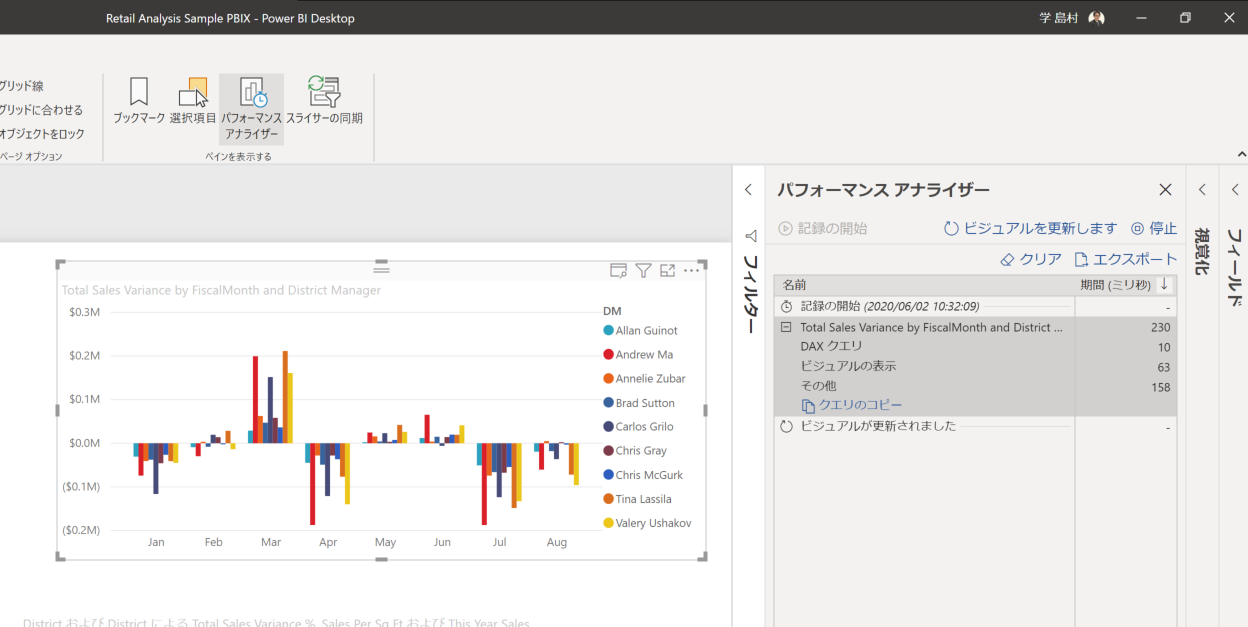 Retail Analysis Sample PBIX - Power BI Desktop
学 島村
グリッド線
グリッドに合わせる
オブジェクトをロック
ページ オプション
ブックマーク
選択項目
パフォーマンス
アナライザー
スライサーの同期
ペインを表示する
Total Sales Variance by FiscalMonth and District Manager
$0.3M
$0.2M
$0.1M
$0.0M
($0.1M)
($0.2M)
Jan Feb Mar Apr May Jun Jul Aug
DM
Allan Guinot
Andrew Ma
Annelie Zubar
Brad Sutton
Carlos Grilo
Chris Gray
Chris McGurk
Tina Lassila
Valery Ushakov
District および District による Total Sales Variance %, Sales Per Sq Ft および This Year Sales
フィルター
パフォーマンス アナライザー
記録の開始 ビジュアルを更新します 停止
クリア エクスポート
名前 期間 (ミリ秒)
記録の開始 (2020/06/02 10:32:09) -
Total Sales Variance by FiscalMonth and District ... 230
DAX クエリ 10
ビジュアルの表示 63
その他 158
クエリのコピー
ビジュアルが更新されました -
視覚化
フィールド